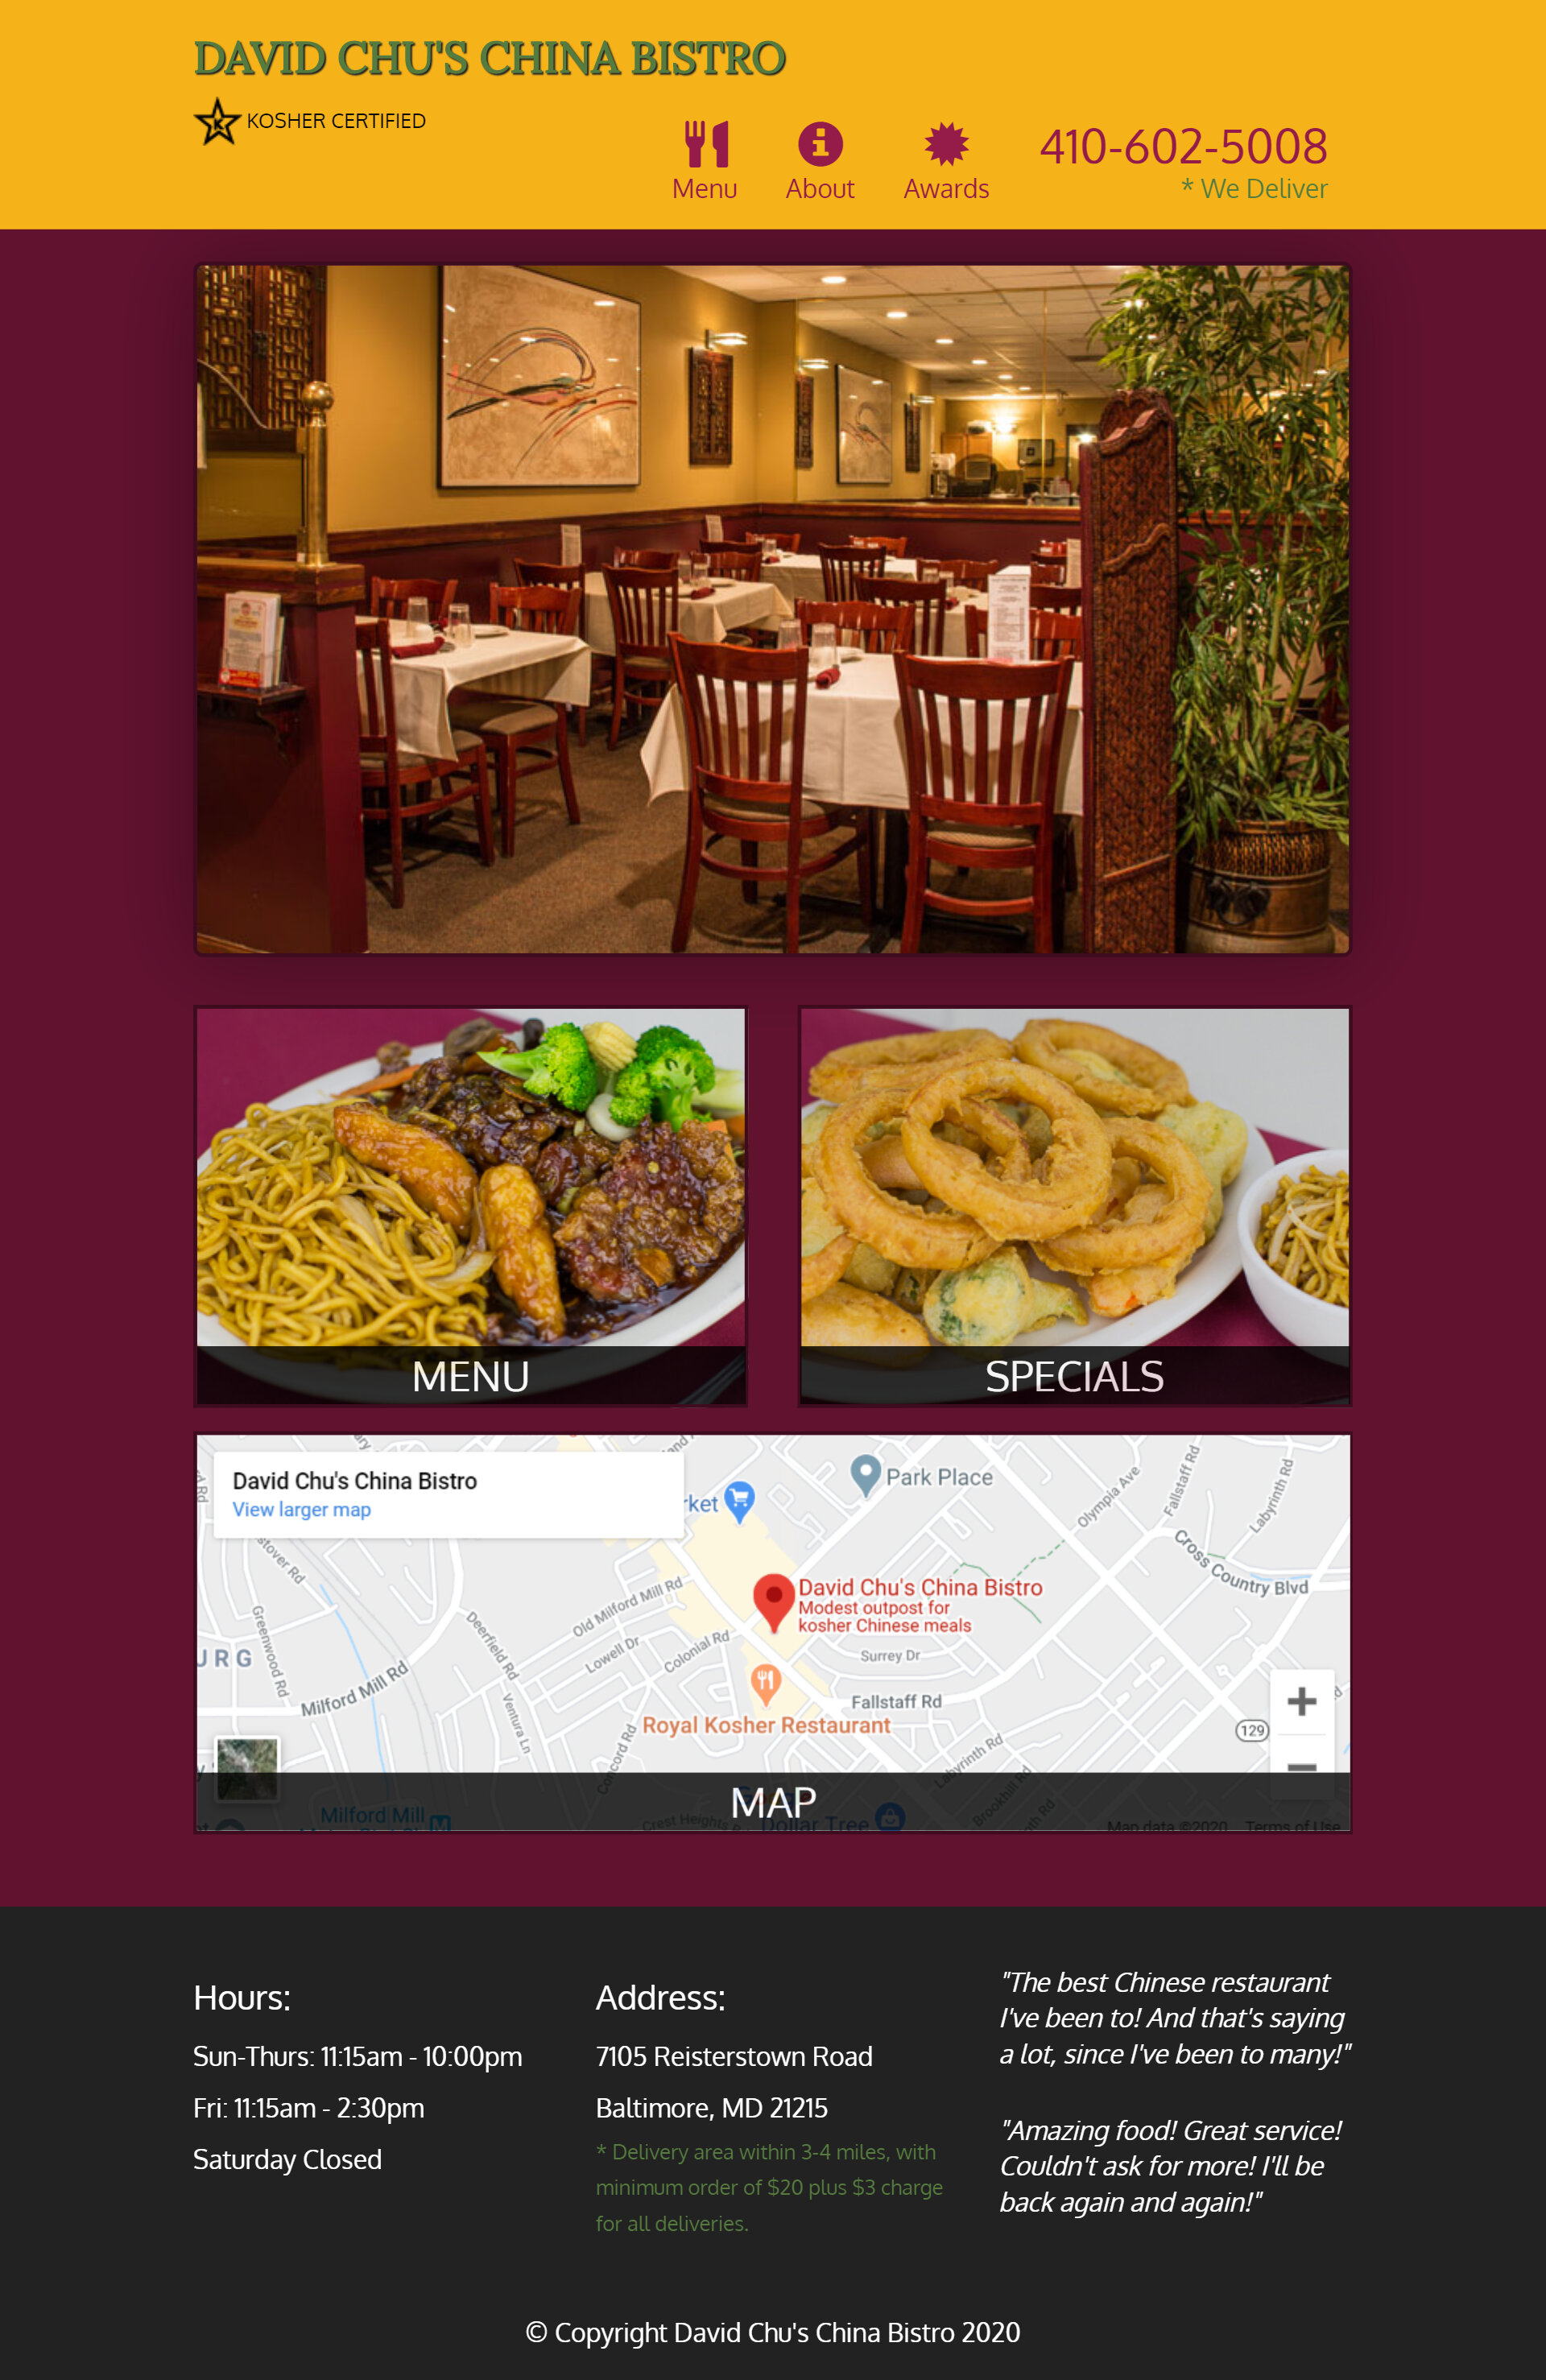 DAVID CHU'S CHINA BISTRO
K
KOSHER CERTIFIED
Menu
About
Awards
410-602-5008
* We Deliver
MENU
SPECIALS
David Chu's China Bistro
View larger map
Park Place
Olympia Ave
Fallstaff Rd
Labyrinth Rd
Cross Country Blvd
David Chu's China Bistro
Modest outpost for
kosher Chinese meals
Old Milford Mill Rd
Lowell Dr
Colonial Rd
Deerfield Rd
Greenwood Rd
Milford Mill Rd
Ventura Ln
Surrey Dr
Fallstaff Rd
Royal Kosher Restaurant
Concord Rd
Labyrinth Rd
Brookhill Rd
129
MAP
Milford Mill
M
Crest Heights
Dollar Tree
Map data ©2020
Terms of Use
Hours:
Sun-Thurs: 11:15am - 10:00pm
Fri: 11:15am - 2:30pm
Saturday Closed
Address:
7105 Reisterstown Road
Baltimore, MD 21215
* Delivery area within 3-4 miles, with
minimum order of $20 plus $3 charge
for all deliveries.
"The best Chinese restaurant
I've been to! And that's saying
a lot, since I've been to many!"
"Amazing food! Great service!
Couldn't ask for more! I'll be
back again and again!"
© Copyright David Chu's China Bistro 2020